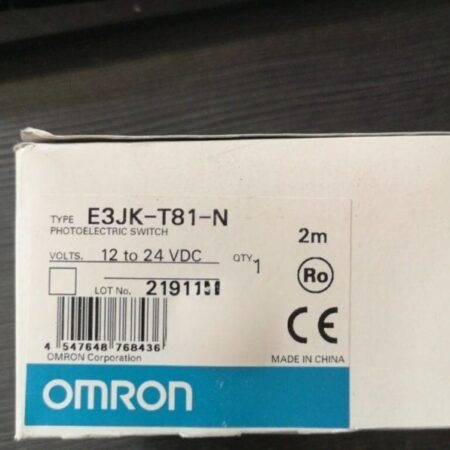 TYPE E3JK-T81-N
PHOTOELECTRIC SWITCH
2m
VOLTS. 12 to 24 VDC QTY. 1
Ro
LOT No.
4 547648 768436
CE
OMRON Corporation
MADE IN CHINA
OMRON